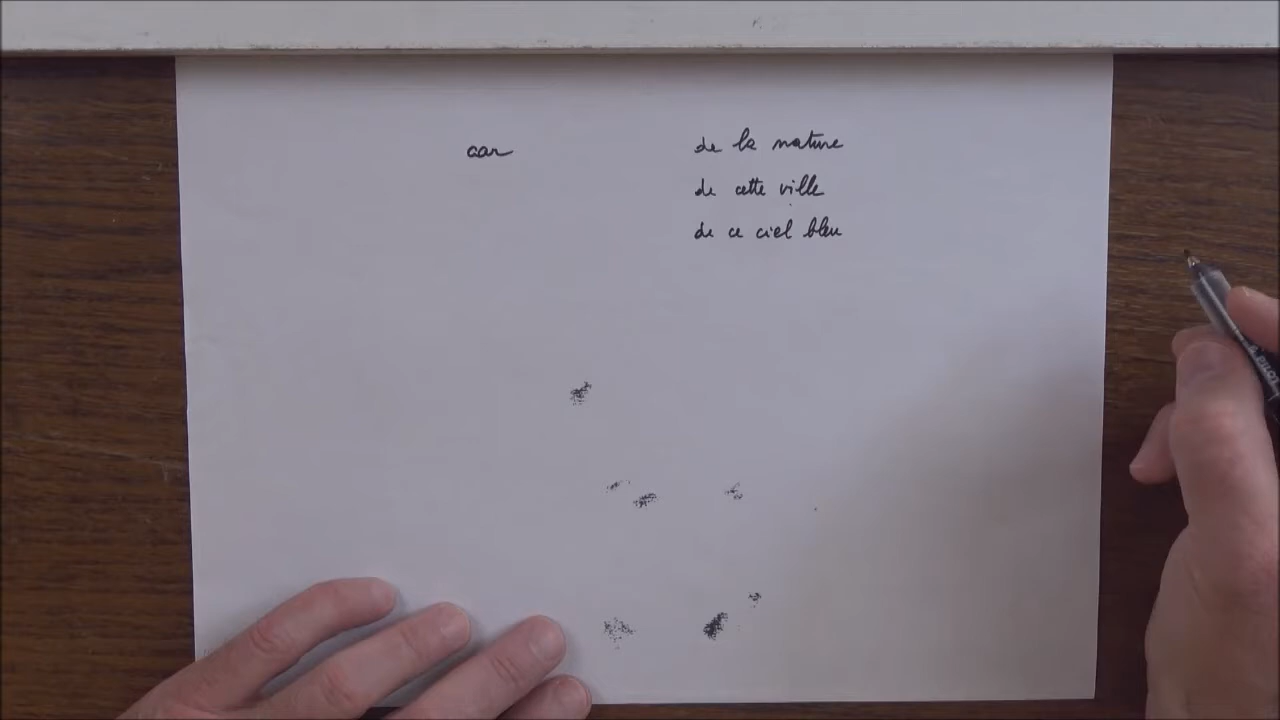 car
de la nature
de cette ville
de ce ciel bleu